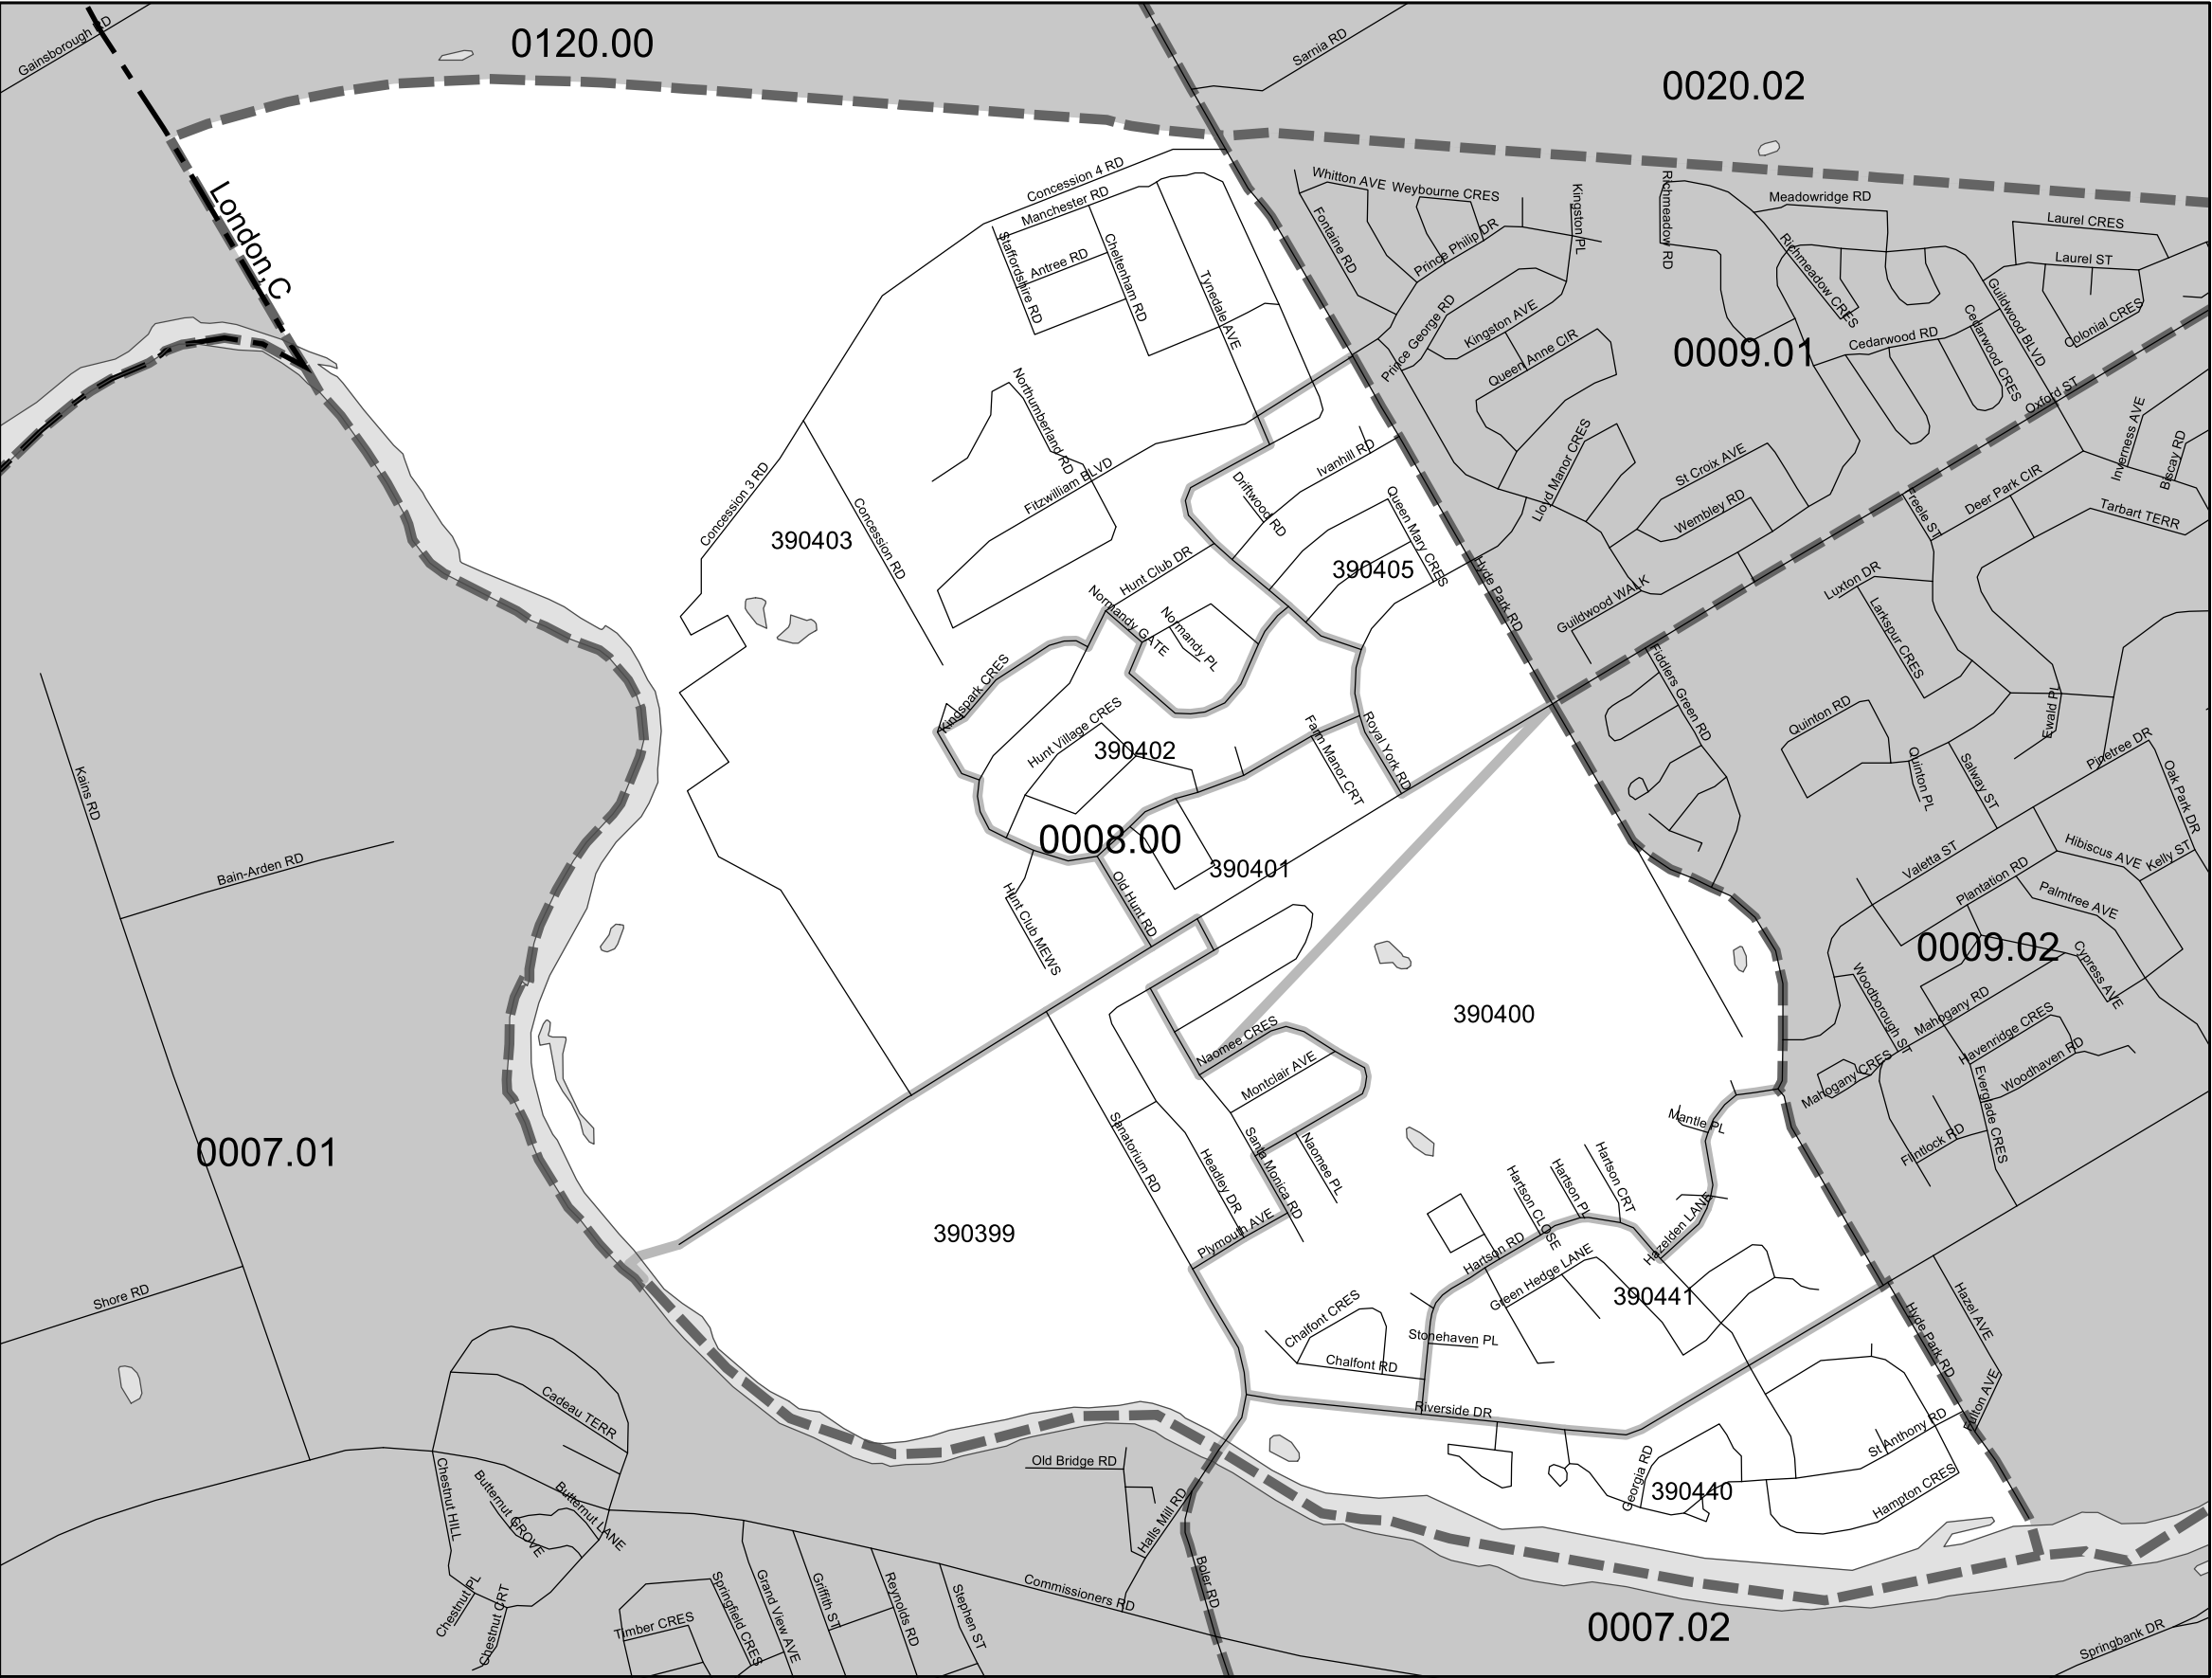 Gainsborough RD
0120.00
Sarnia RD
0020.02
London, C
Concession 4 RD
Manchester RD
Staffordshire RD
Antree RD
Cheltenham RD
Tynedale AVE
Whitton AVE
Weybourne CRES
Fontaine RD
Prince Philip DR
Kingston PL
Richmeadow RD
Meadowridge RD
Laurel CRES
Laurel ST
Richmeadow CRES
Guildwood BLVD
Colonial CRES
Cedarwood RD
Cedarwood CRES
0009.01
Prince George RD
Kingston AVE
Queen Anne CIR
Oxford ST
Inverness AVE
Biscay RD
Northumberland RD
Fitzwilliam BLVD
Concession 3 RD
Concession RD
390403
Ivanhill RD
Driftwood RD
Queen Mary CRES
390405
Lloyd Manor CRES
St Croix AVE
Wembley RD
Freele ST
Deer Park CIR
Tarbart TERR
Hyde Park RD
Hunt Club DR
Normandy GATE
Normandy PL
Guildwood WALK
Luxton DR
Larkspur CRES
Fiddlers Green RD
Kingspark CRES
Hunt Village CRES
390402
Farm Manor CRT
Royal York RD
Quinton RD
Quinton PL
Salway ST
Ewald PL
Pinetree DR
Oak Park DR
Kains RD
Bain-Arden RD
0008.00
390401
Old Hunt RD
Hunt Club MEWS
Valetta ST
Plantation RD
Hibiscus AVE
Kelly ST
Palmtree AVE
0009.02
Cypress AVE
Woodborough ST
Mahogany RD
Havenridge CRES
Woodhaven RD
Mahogany CRES
Everglade CRES
Flintlock RD
390400
Naomee CRES
Montclair AVE
Naomee PL
Santa Monica RD
Sanatorium RD
Headley DR
Plymouth AVE
0007.01
390399
Mantle PL
Hartson CRT
Hartson PL
Hartson CLOSE
Hartson RD
Hazelden LANE
Green Hedge LANE
390441
Shore RD
Chalfont CRES
Chalfont RD
Stonehaven PL
Riverside DR
Hazel AVE
Hyde Park RD
Fulton AVE
St Anthony RD
Hampton CRES
Georgia RD
390440
Cadeau TERR
Chestnut HILL
Butternut GROVE
Butternut LANE
Chestnut PL
Chestnut CRT
Old Bridge RD
Halls Mill RD
Boler RD
Commissioners RD
Timber CRES
Springfield CRES
Grand View AVE
Griffith ST
Reynolds RD
Stephen ST
0007.02
Springbank DR